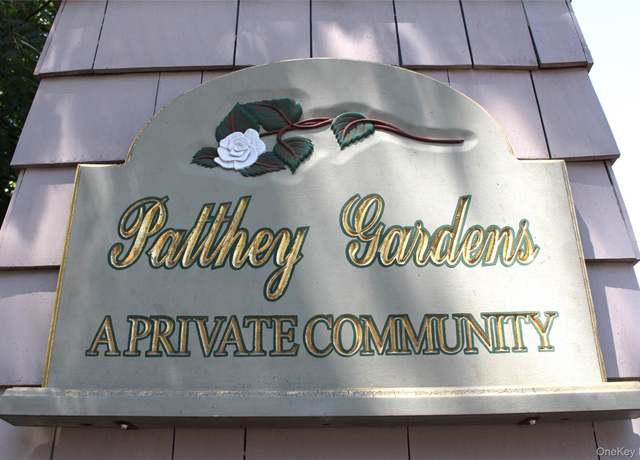 Patthey Gardens
A PRIVATE COMMUNITY
OneKey